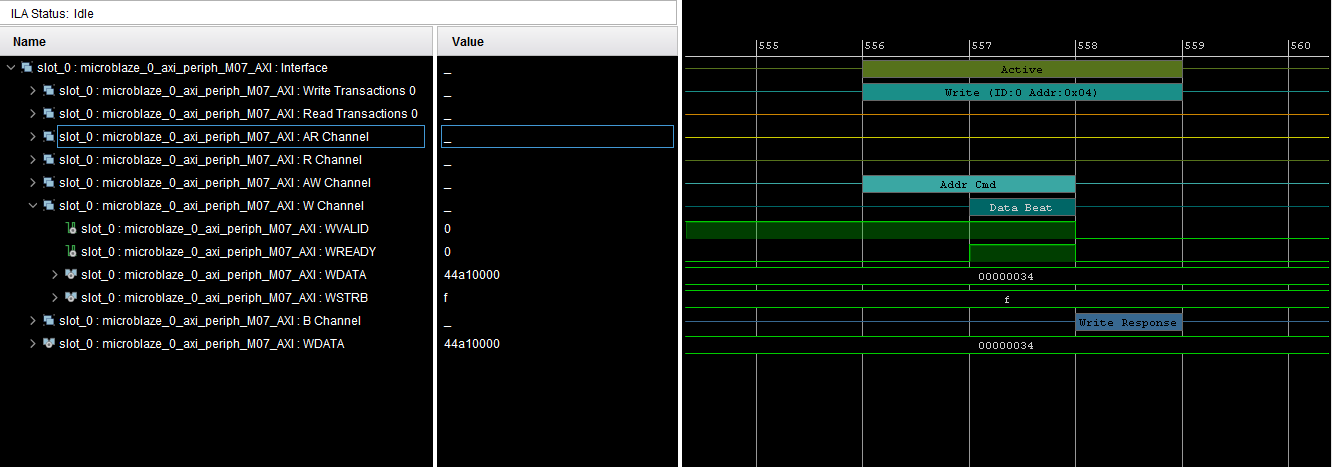 ILA Status: Idle
Name Value
555 556 557 558 559 560
slot_0 : microblaze_0_axi_periph_M07_AXI : Interface _ Active
slot_0 : microblaze_0_axi_periph_M07_AXI : Write Transactions 0 _ Write (ID:0 Addr:0x04)
slot_0 : microblaze_0_axi_periph_M07_AXI : Read Transactions 0 _
slot_0 : microblaze_0_axi_periph_M07_AXI : AR Channel _
slot_0 : microblaze_0_axi_periph_M07_AXI : R Channel _
slot_0 : microblaze_0_axi_periph_M07_AXI : AW Channel _ Addr Cmd
slot_0 : microblaze_0_axi_periph_M07_AXI : W Channel _ Data Beat
slot_0 : microblaze_0_axi_periph_M07_AXI : WVALID 0
slot_0 : microblaze_0_axi_periph_M07_AXI : WREADY 0
slot_0 : microblaze_0_axi_periph_M07_AXI : WDATA 44a10000 00000034
slot_0 : microblaze_0_axi_periph_M07_AXI : WSTRB f f
slot_0 : microblaze_0_axi_periph_M07_AXI : B Channel _ Write Response
slot_0 : microblaze_0_axi_periph_M07_AXI : WDATA 44a10000 00000034